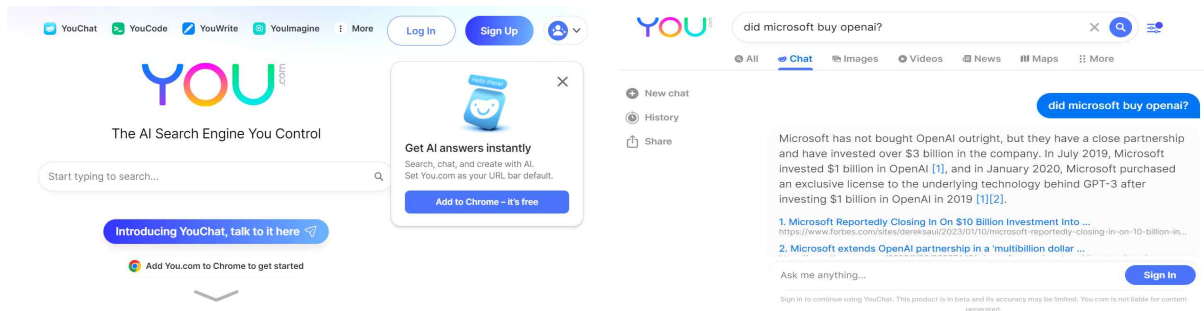 YouChat YouCode YouWrite YouImagine More Log In Sign Up
YOU.com
The AI Search Engine You Control
Start typing to search...
Introducing YouChat, talk to it here
Add You.com to Chrome to get started
Hello there!
Get AI answers instantly
Search, chat, and create with AI.
Set You.com as your URL bar default.
Add to Chrome – it's free
YOU.com
did microsoft buy openai?
All Chat Images Videos News Maps More
New chat
History
Share
did microsoft buy openai?
Microsoft has not bought OpenAI outright, but they have a close partnership
and have invested over $3 billion in the company. In July 2019, Microsoft
invested $1 billion in OpenAI [1], and in January 2020, Microsoft purchased
an exclusive license to the underlying technology behind GPT-3 after
investing $1 billion in OpenAI in 2019 [1][2].
1. Microsoft Reportedly Closing In On $10 Billion Investment Into ...
https://www.forbes.com/sites/dereksaul/2023/01/10/microsoft-reportedly-closing-in-on-10-billion-in...
2. Microsoft extends OpenAI partnership in a 'multibillion dollar ...
Ask me anything...
Sign In
Sign in to continue using YouChat, This product is in beta and its accuracy may be limited. You.com is not liable for content
generated.